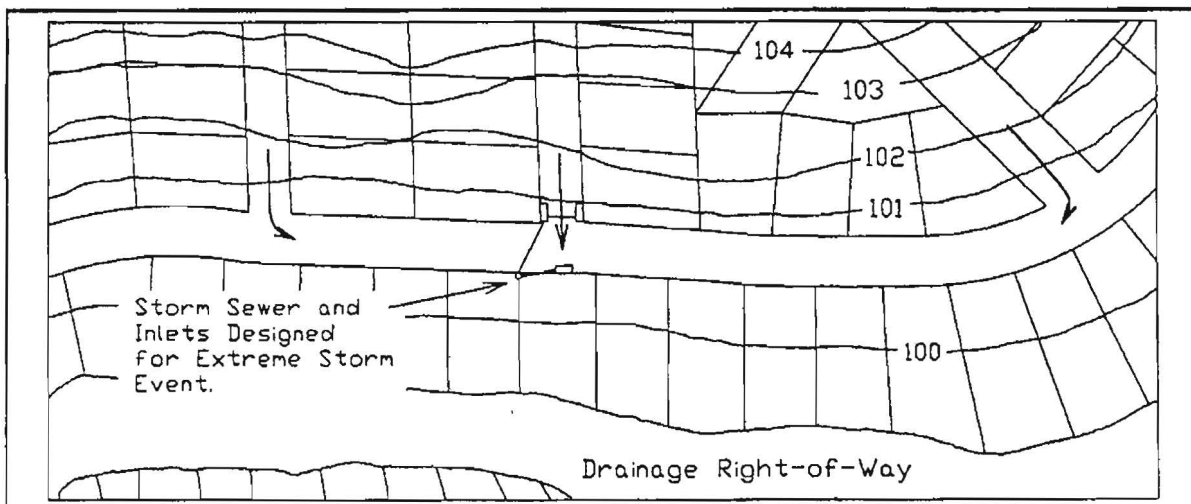 104
103
102
101
Storm Sewer and
Inlets Designed
for Extreme Storm
Event.
100
Drainage Right-of-Way